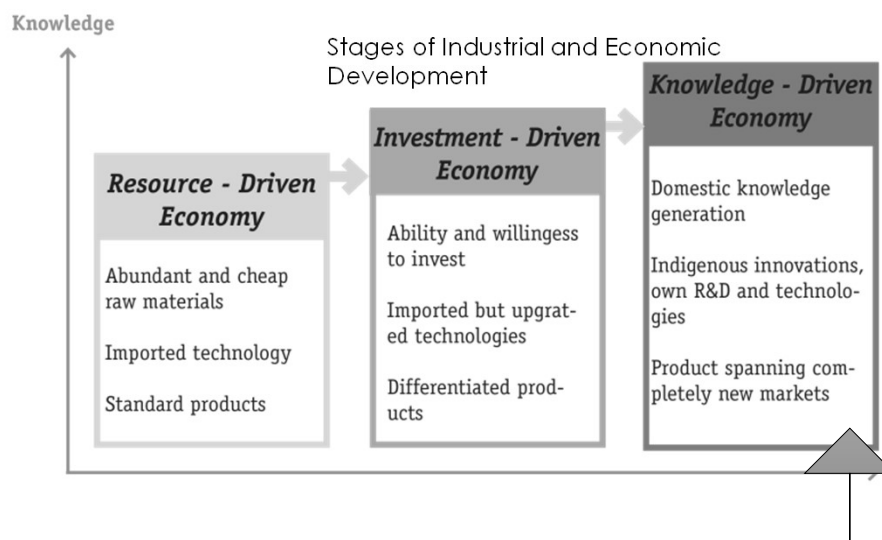 Knowledge
Stages of Industrial and Economic
Development
Resource - Driven
Economy
Abundant and cheap
raw materials
Imported technology
Standard products
Investment - Driven
Economy
Ability and willingess
to invest
Imported but upgrat-
ed technologies
Differentiated prod-
ucts
Knowledge - Driven
Economy
Domestic knowledge
generation
Indigenous innovations,
own R&D and technolo-
gies
Product spanning com-
pletely new markets